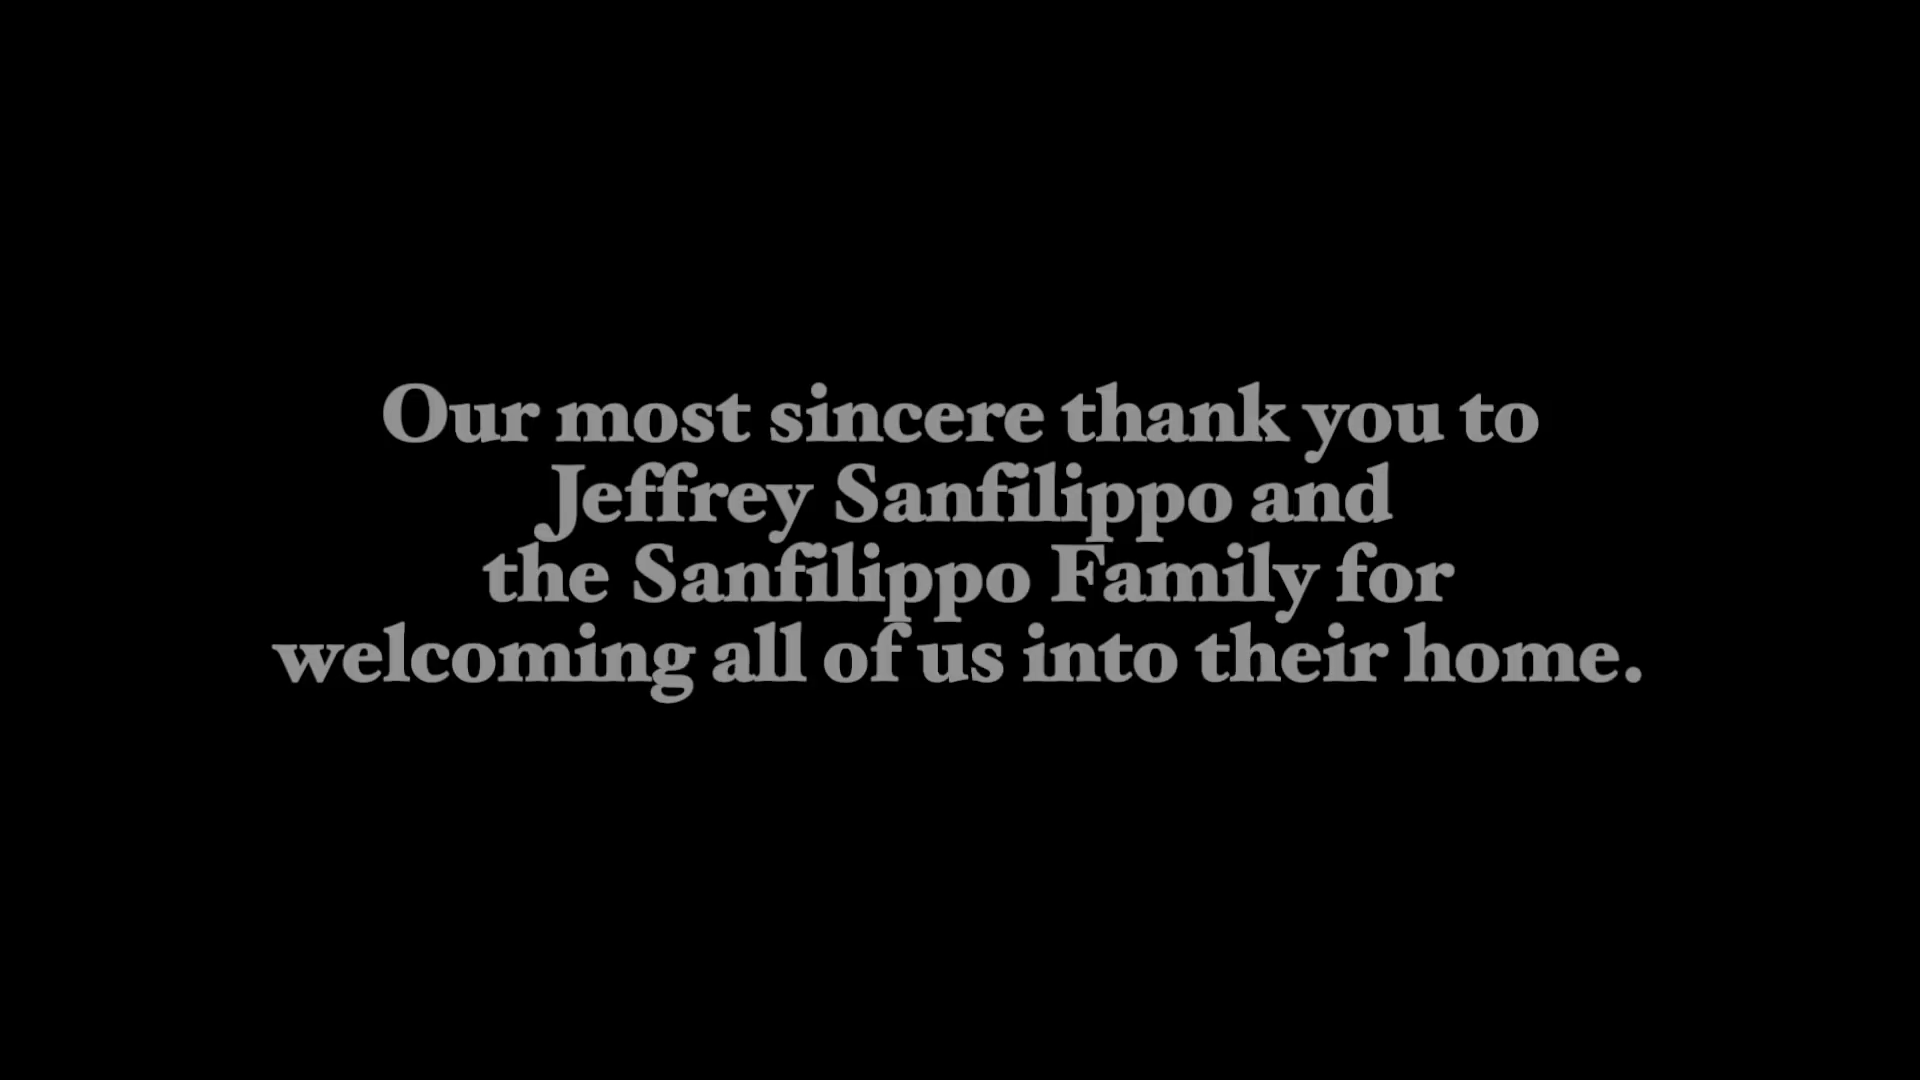 Our most sincere thank you to
Jeffrey Sanfilippo and
the Sanfilippo Family for
welcoming all of us into their home.